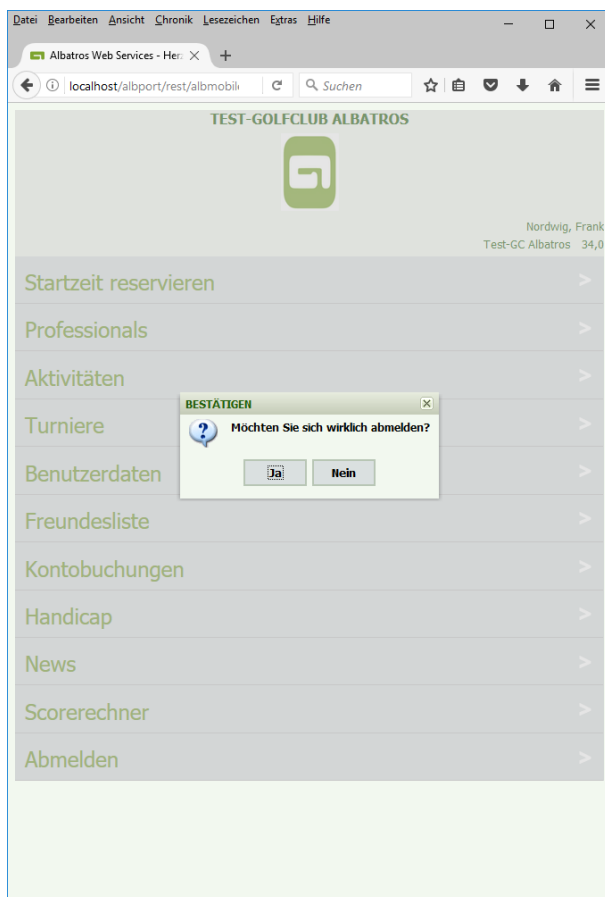 Datei Bearbeiten Ansicht Chronik Lesezeichen Extras Hilfe
Albatros Web Services - Her
localhost/albport/rest/albmobil
Suchen
TEST-GOLFCLUB ALBATROS
Nordwig, Frank
Test-GC Albatros 34,0
Startzeit reservieren >
Professionals >
Aktivitäten >
Turniere >
Benutzerdaten >
Freundesliste >
Kontobuchungen >
Handicap >
News >
Scorerechner >
Abmelden >
BESTÄTIGEN
Möchten Sie sich wirklich abmelden?
Ja Nein